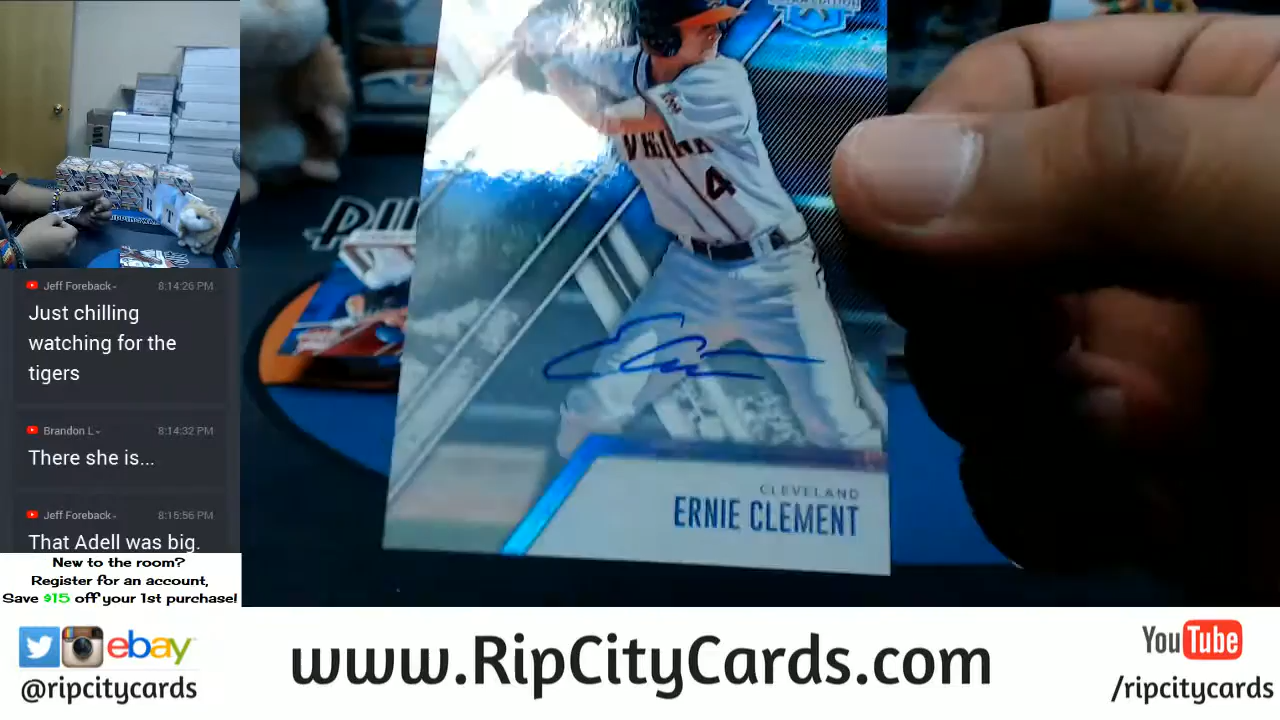 Jeff Foreback 8:14:26 PM
Just chilling
watching for the
tigers
Brandon L 8:14:32 PM
There she is...
Jeff Foreback 8:15:56 PM
That Adell was big.
New to the room?
Register for an account,
Save $15 off your 1st purchase!
4
CLEVELAND
ERNIE CLEMENT
ebay
@ripcitycards
www.RipCityCards.com
YouTube
/ripcitycards